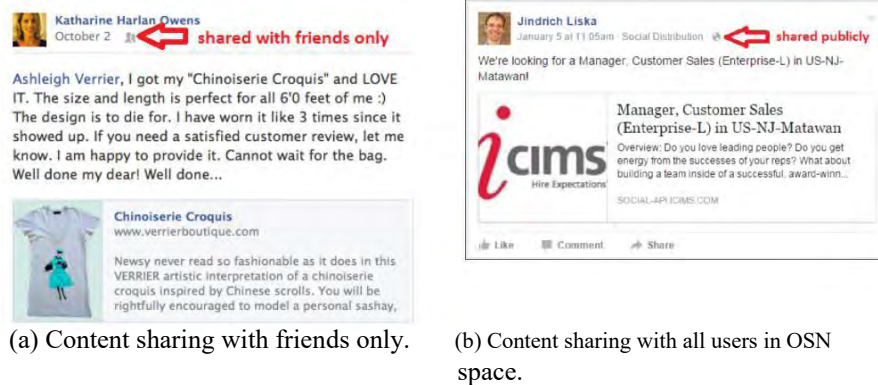 Katharine Harlan Owens
October 2
shared with friends only
Ashleigh Verrier, I got my "Chinoiserie Croquis" and LOVE
IT. The size and length is perfect for all 6'0 feet of me :)
The design is to die for. I have worn it like 3 times since it
showed up. If you need a satisfied customer review, let me
know. I am happy to provide it. Cannot wait for the bag.
Well done my dear! Well done...
Chinoiserie Croquis
www.verrierboutique.com
Newsy never read so fashionable as it does in this
VERRIER artistic interpretation of a chinoiserie
croquis inspired by Chinese scrolls. You will be
rightfully encouraged to model a personal sashay,
(a) Content sharing with friends only.
Jindrich Liska
January 5 at 11:05am · Social Distribution ·
shared publicly
We're looking for a Manager, Customer Sales (Enterprise-L) in US-NJ-
Matawan!
icims
Hire Expectations
Manager, Customer Sales
(Enterprise-L) in US-NJ-Matawan
Overview: Do you love leading people? Do you get
energy from the successes of your reps? What about
building a team inside of a successful, award-winn...
SOCIAL-API.ICIMS.COM
Like Comment Share
(b) Content sharing with all users in OSN
space.